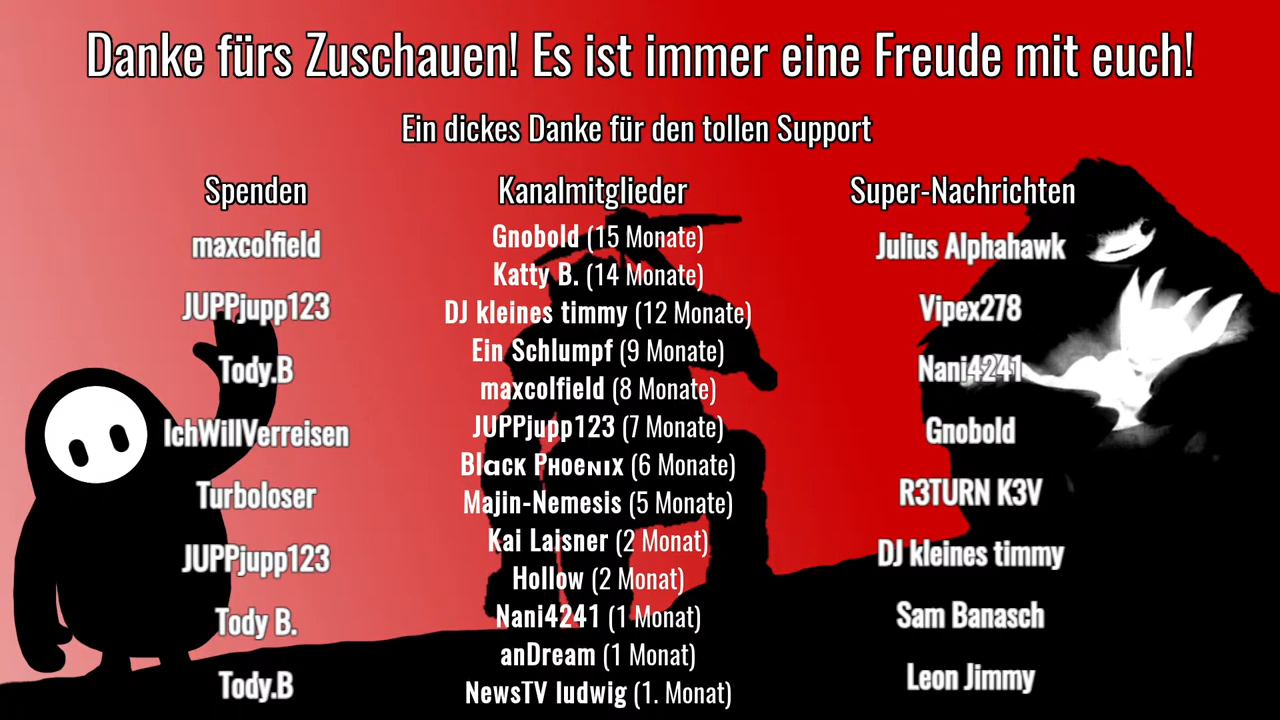 Danke fürs Zuschauen! Es ist immer eine Freude mit euch!
Ein dickes Danke für den tollen Support
Spenden
maxcolfield
JUPPjupp123
Tody.B
IchWillVerreisen
Turboloser
JUPPjupp123
Tody B.
Tody.B
Kanalmitglieder
Gnobold (15 Monate)
Katty B. (14 Monate)
DJ kleines timmy (12 Monate)
Ein Schlumpf (9 Monate)
maxcolfield (8 Monate)
JUPPjupp123 (7 Monate)
Blαcĸ Pнoeɴιх (6 Monate)
Majin-Nemesis (5 Monate)
Kai Laisner (2 Monat)
Hollow (2 Monat)
Nani4241 (1 Monat)
anDream (1 Monat)
NewsTV ludwig (1. Monat)
Super-Nachrichten
Julius Alphahawk
Vipex278
Nani4241
Gnobold
R3TURN K3V
DJ kleines timmy
Sam Banasch
Leon Jimmy